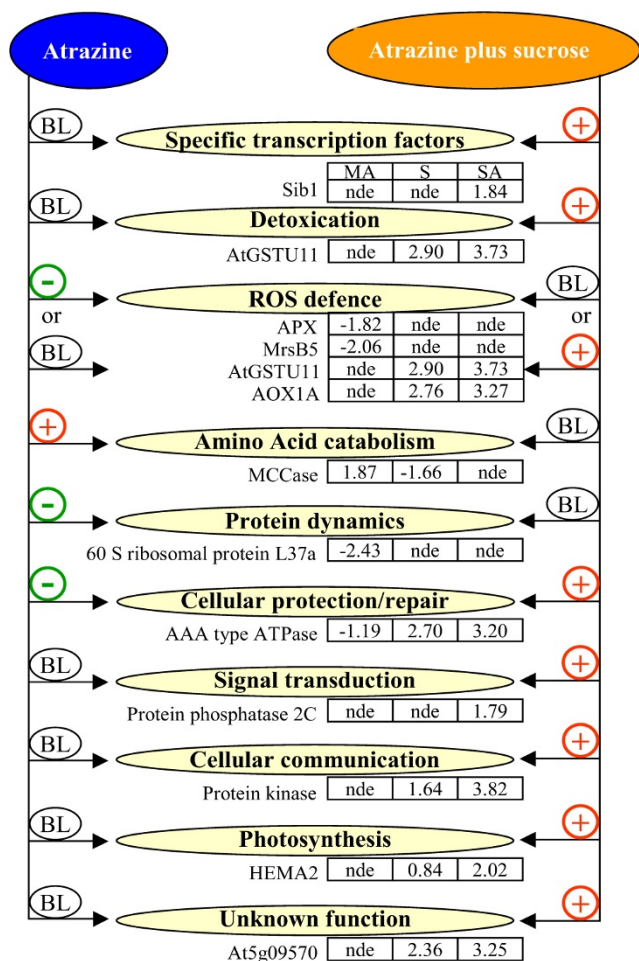 Atrazine Atrazine plus sucrose
BL Specific transcription factors +
MA S SA
Sib1 nde nde 1.84
BL Detoxication +
AtGSTU11 nde 2.90 3.73
- ROS defence BL
or or
APX -1.82 nde nde
MrsB5 -2.06 nde nde
BL AtGSTU11 nde 2.90 3.73 +
AOX1A nde 2.76 3.27
+ Amino Acid catabolism BL
MCCase 1.87 -1.66 nde
- Protein dynamics BL
60 S ribosomal protein L37a -2.43 nde nde
- Cellular protection/repair +
AAA type ATPase -1.19 2.70 3.20
BL Signal transduction +
Protein phosphatase 2C nde nde 1.79
BL Cellular communication +
Protein kinase nde 1.64 3.82
BL Photosynthesis +
HEMA2 nde 0.84 2.02
BL Unknown function +
At5g09570 nde 2.36 3.25